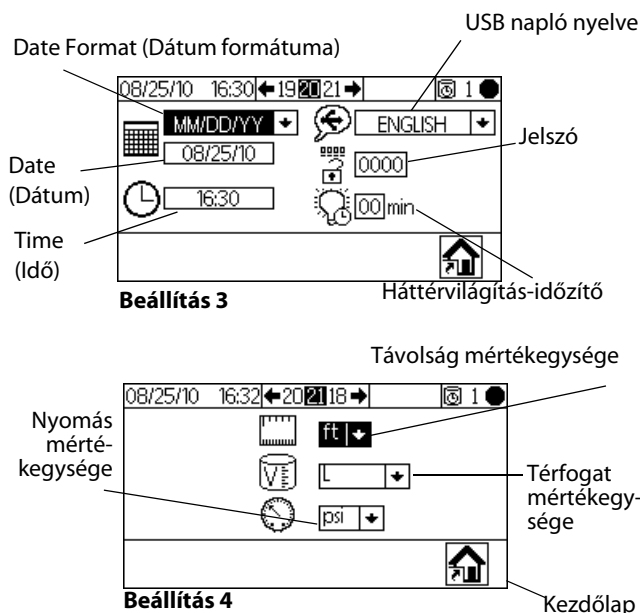 USB napló nyelve
Date Format (Dátum formátuma)
08/25/10 16:30 ←19 20 21→ 1
MM/DD/YY ENGLISH
08/25/10
Jelszó
0000
Date
(Dátum)
16:30
00 min
Time
(Idő)
Beállítás 3
Háttérvilágítás-időzítő
Távolság mértékegysége
08/25/10 16:32 ←20 21 18→ 1
Nyomás
mérté-
kegysége
ft
L
Térfogat
mértékegy-
sége
psi
Beállítás 4
Kezdőlap